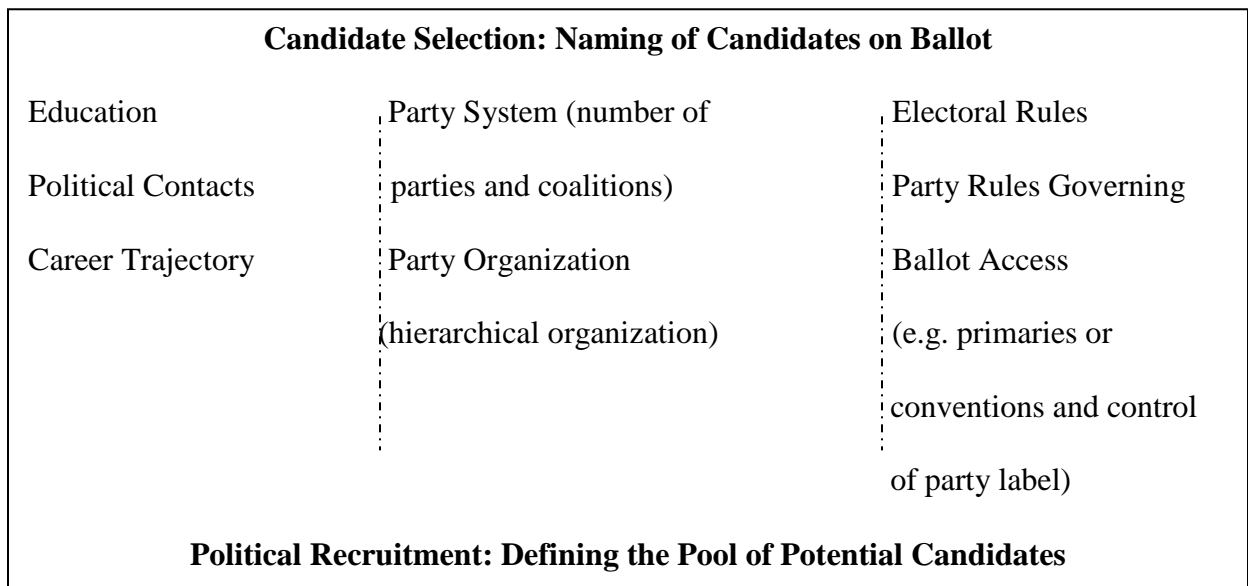 Candidate Selection: Naming of Candidates on Ballot
Education
Political Contacts
Career Trajectory
Party System (number of
parties and coalitions)
Party Organization
(hierarchical organization)
Electoral Rules
Party Rules Governing
Ballot Access
(e.g. primaries or
conventions and control
of party label)
Political Recruitment: Defining the Pool of Potential Candidates